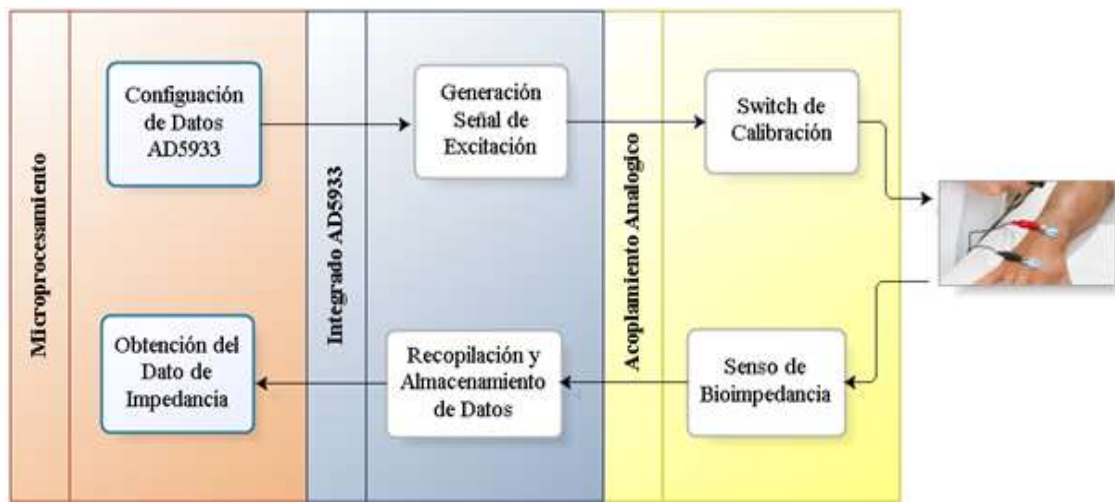 Microprocesamiento
Configuación
de Datos
AD5933
Obtención del
Dato de
Impedancia
Integrado AD5933
Generación
Señal de
Excitación
Recopilación y
Almacenamiento
de Datos
Acoplamiento Analogico
Switch de
Calibración
Senso de
Bioimpedancia